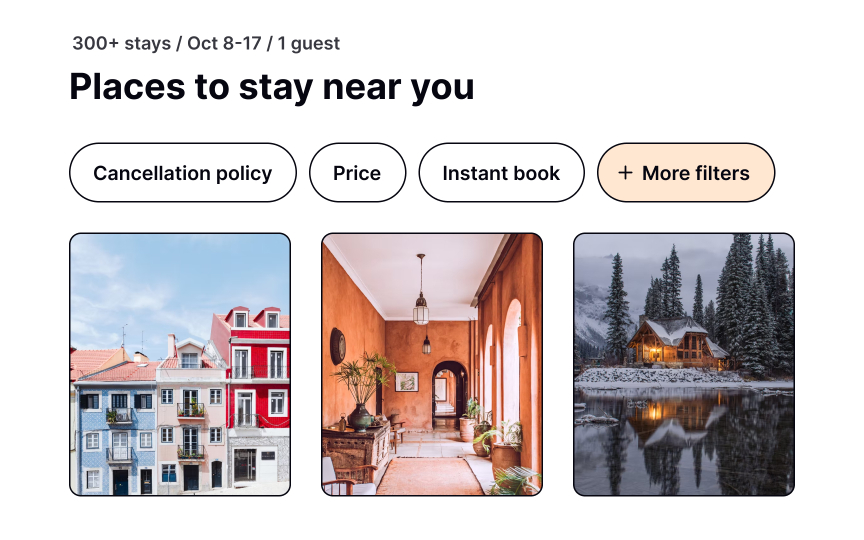 300+ stays / Oct 8-17 / 1 guest
Places to stay near you
Cancellation policy
Price
Instant book
+ More filters